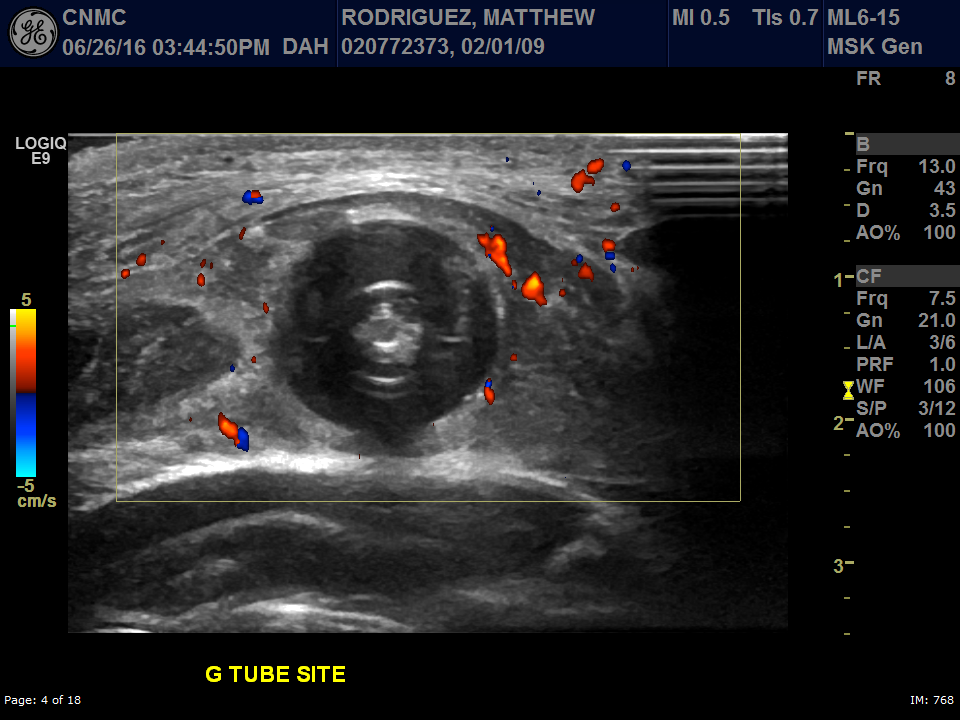 CNMC
06/26/16 03:44:50PM DAH
RODRIGUEZ, MATTHEW
020772373, 02/01/09
MI 0.5 TIs 0.7
ML6-15
MSK Gen
FR 8
LOGIQ
E9
B
Frq 13.0
Gn 43
D 3.5
AO% 100
CF
Frq 7.5
Gn 21.0
L/A 3/6
PRF 1.0
WF 106
S/P 3/12
AO% 100
1
2
3
5
-5
cm/s
G TUBE SITE
Page: 4 of 18
IM: 768